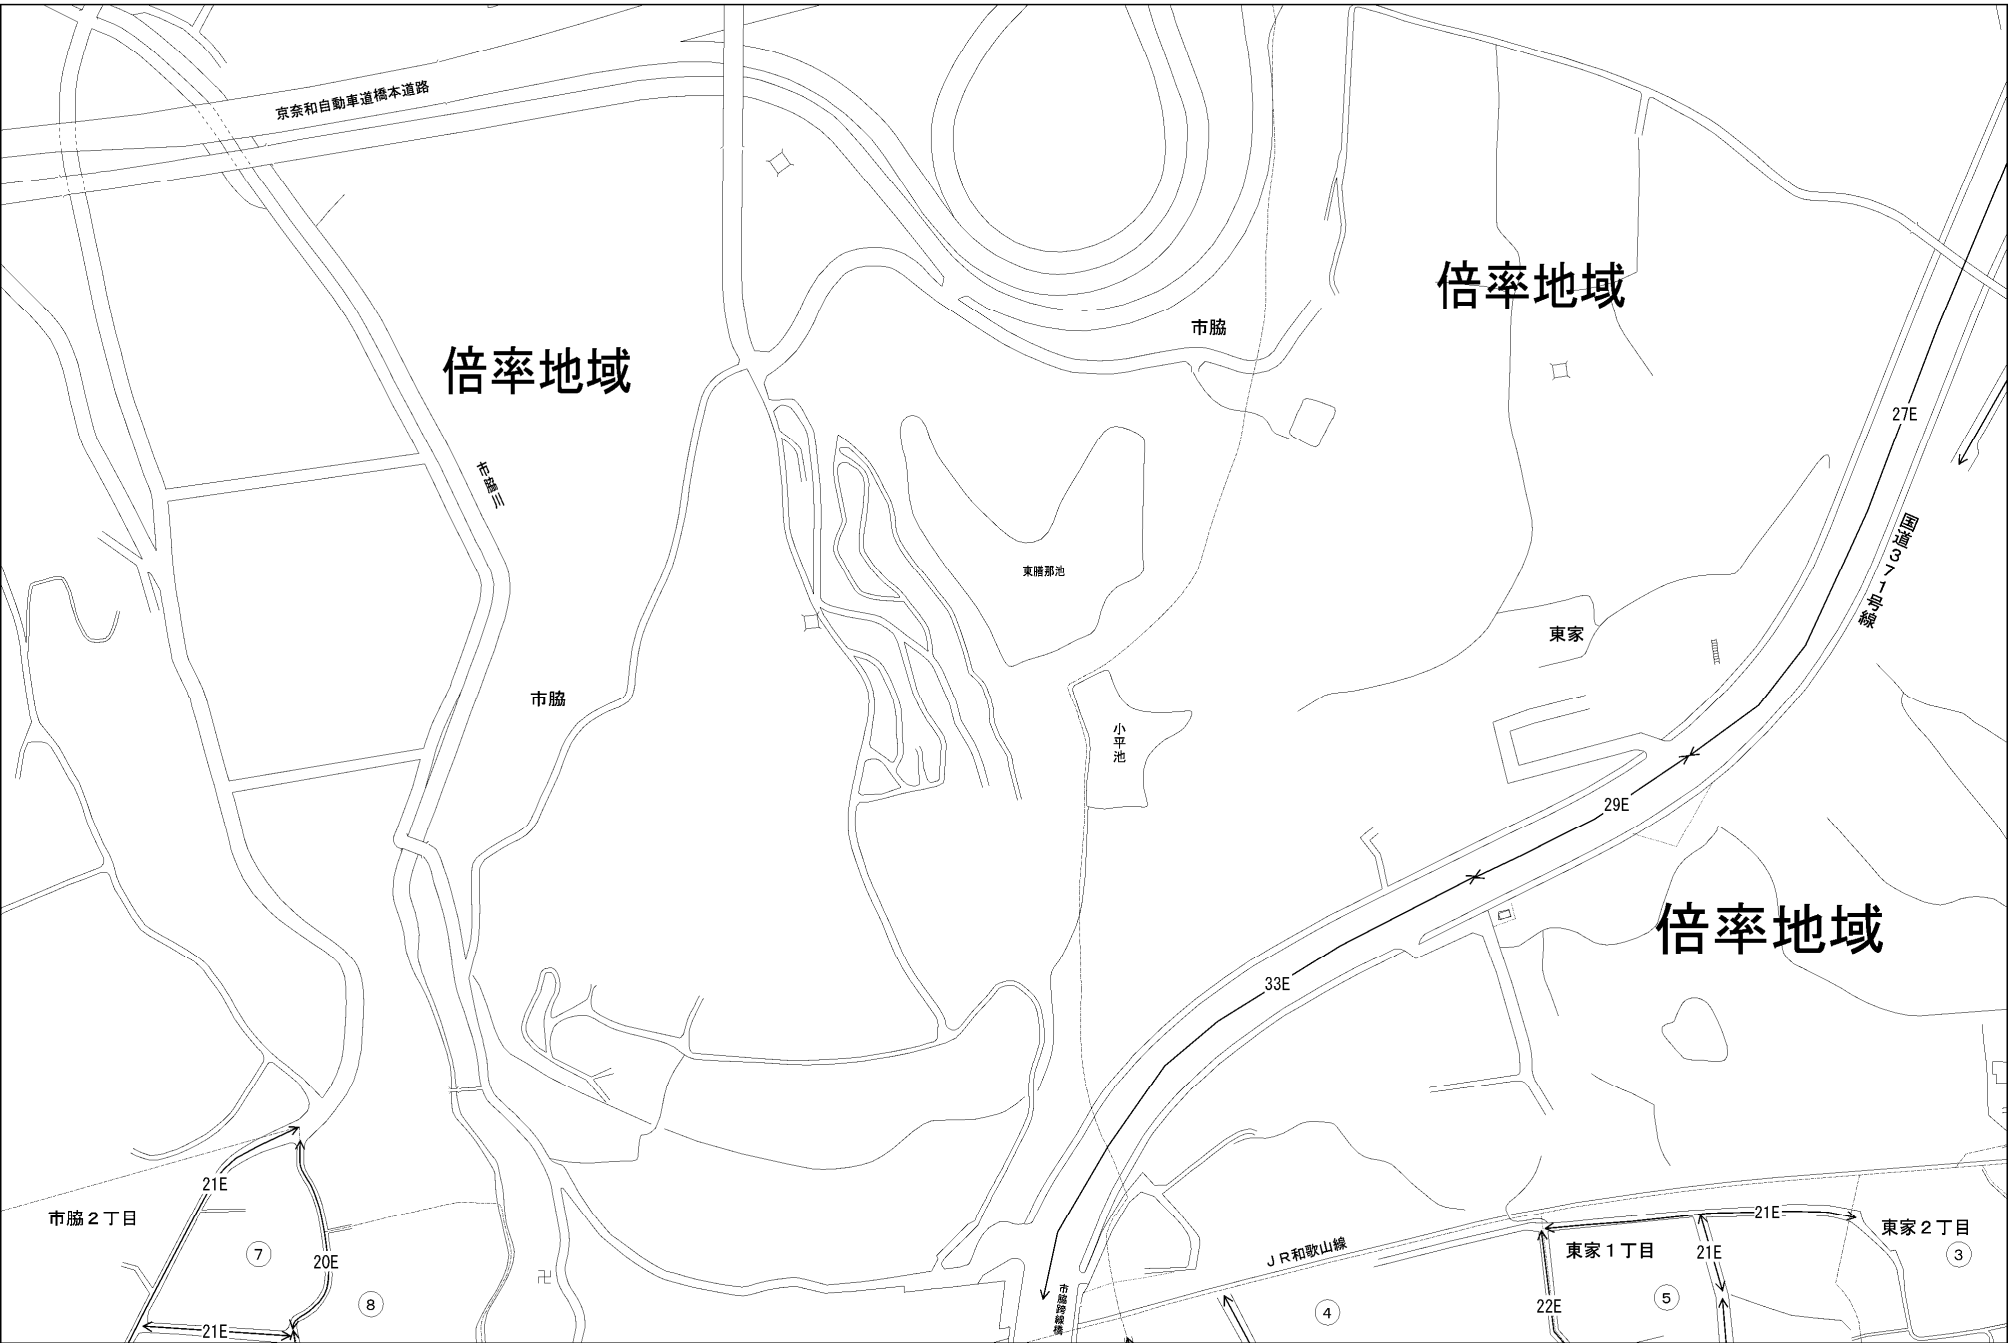 京奈和自動車道橋本道路
倍率地域
市脇
倍率地域
市脇川
27E
国道371号線
東膳那池
東家
市脇
小平池
29E
倍率地域
33E
21E
市脇2丁目
7
20E
8
21E
JR和歌山線
市脇跨線橋
4
21E
東家1丁目
21E
22E
5
東家2丁目
3